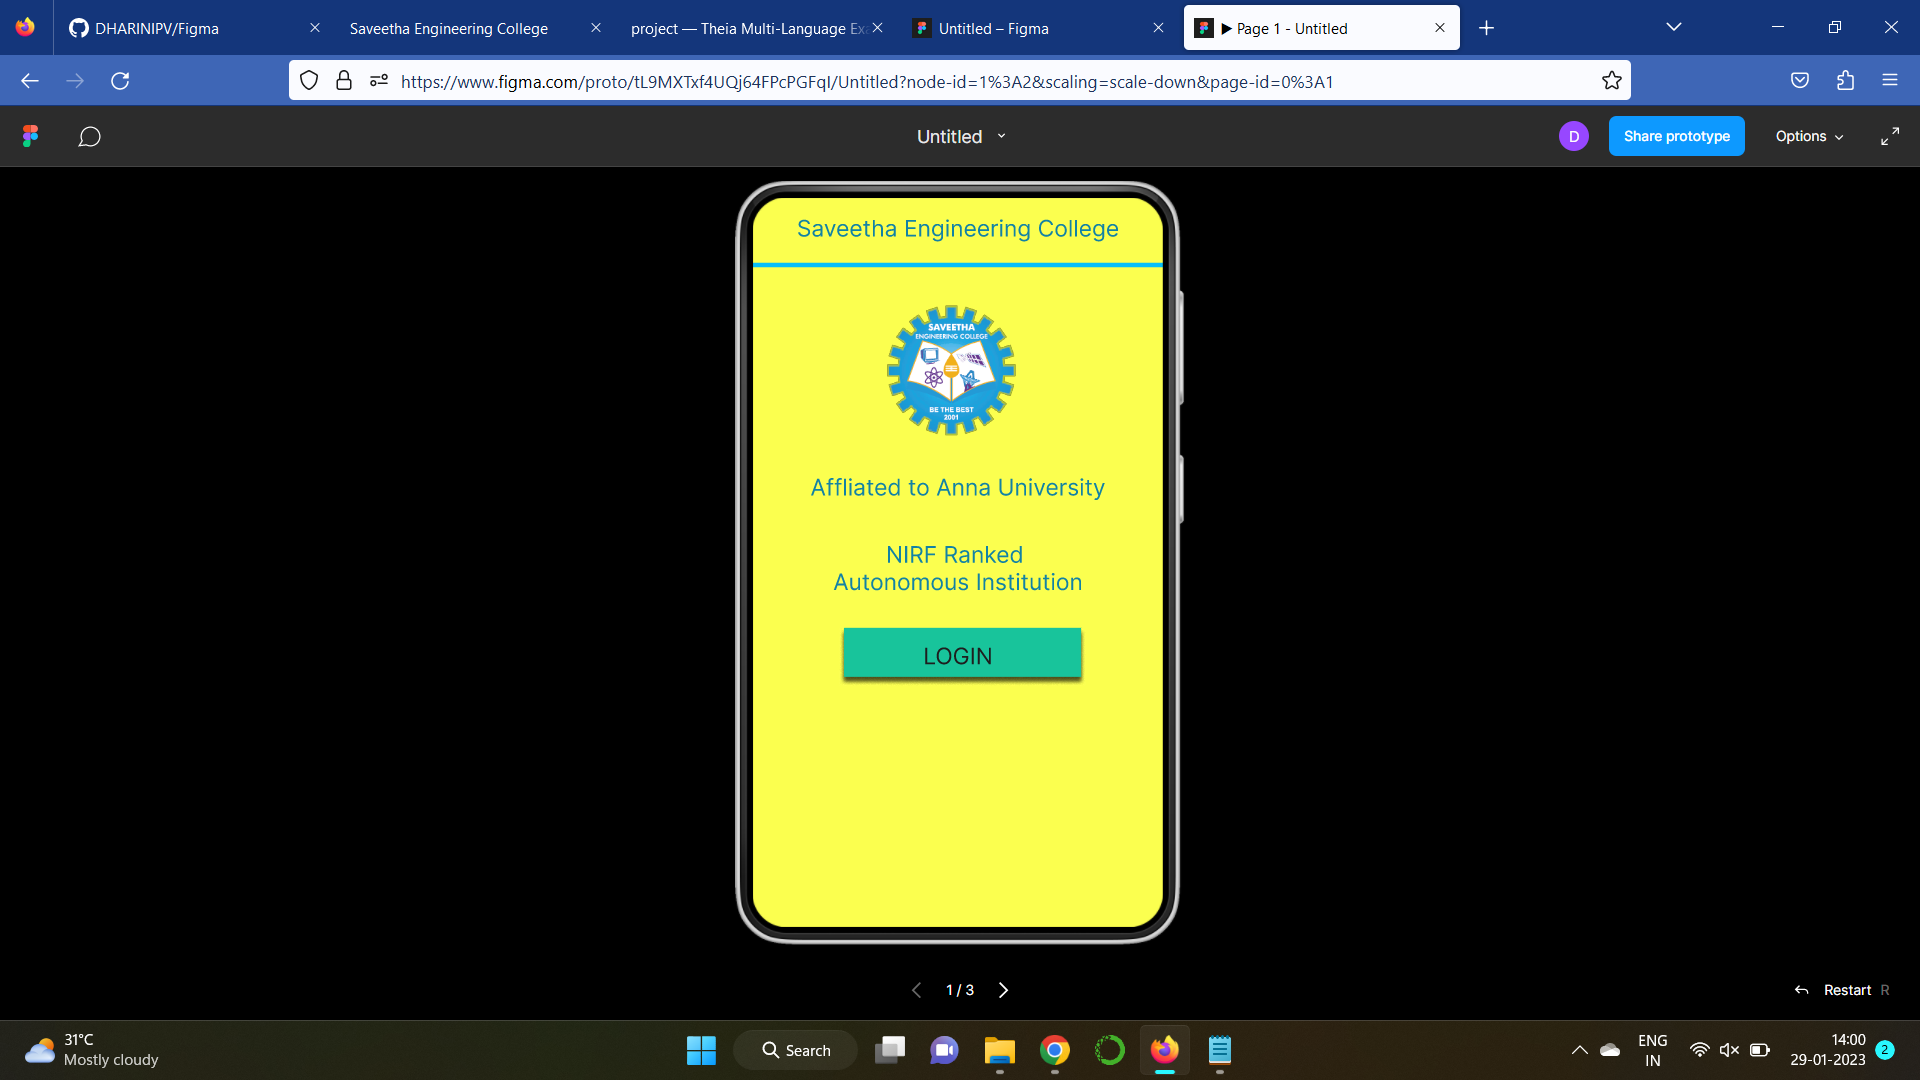 DHARINIPV/Figma
Saveetha Engineering College
project — Theia Multi-Language Ex
Untitled – Figma
▶ Page 1 - Untitled
https://www.figma.com/proto/tL9MXTxf4UQj64FPcPGFqI/Untitled?node-id=1%3A2&scaling=scale-down&page-id=0%3A1
Untitled
D
Share prototype
Options
Saveetha Engineering College
SAVEETHA
ENGINEERING COLLEGE
BE THE BEST
2001
Affliated to Anna University
NIRF Ranked
Autonomous Institution
LOGIN
1 / 3
Restart R
31°C
Mostly cloudy
Search
ENG
IN
14:00
29-01-2023
2